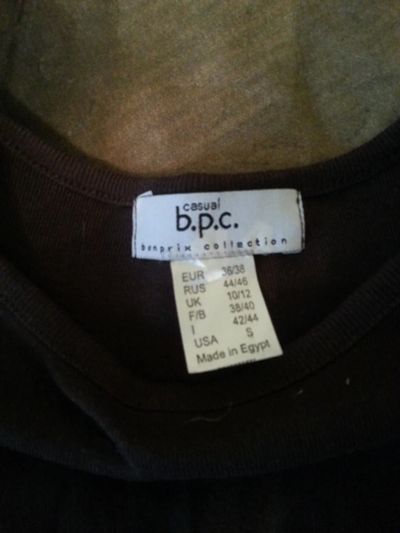 casual
b.p.c.
bonprix collection
EUR 36/38
RUS 44/46
UK 10/12
F/B 38/40
I 42/44
USA S
Made in Egypt